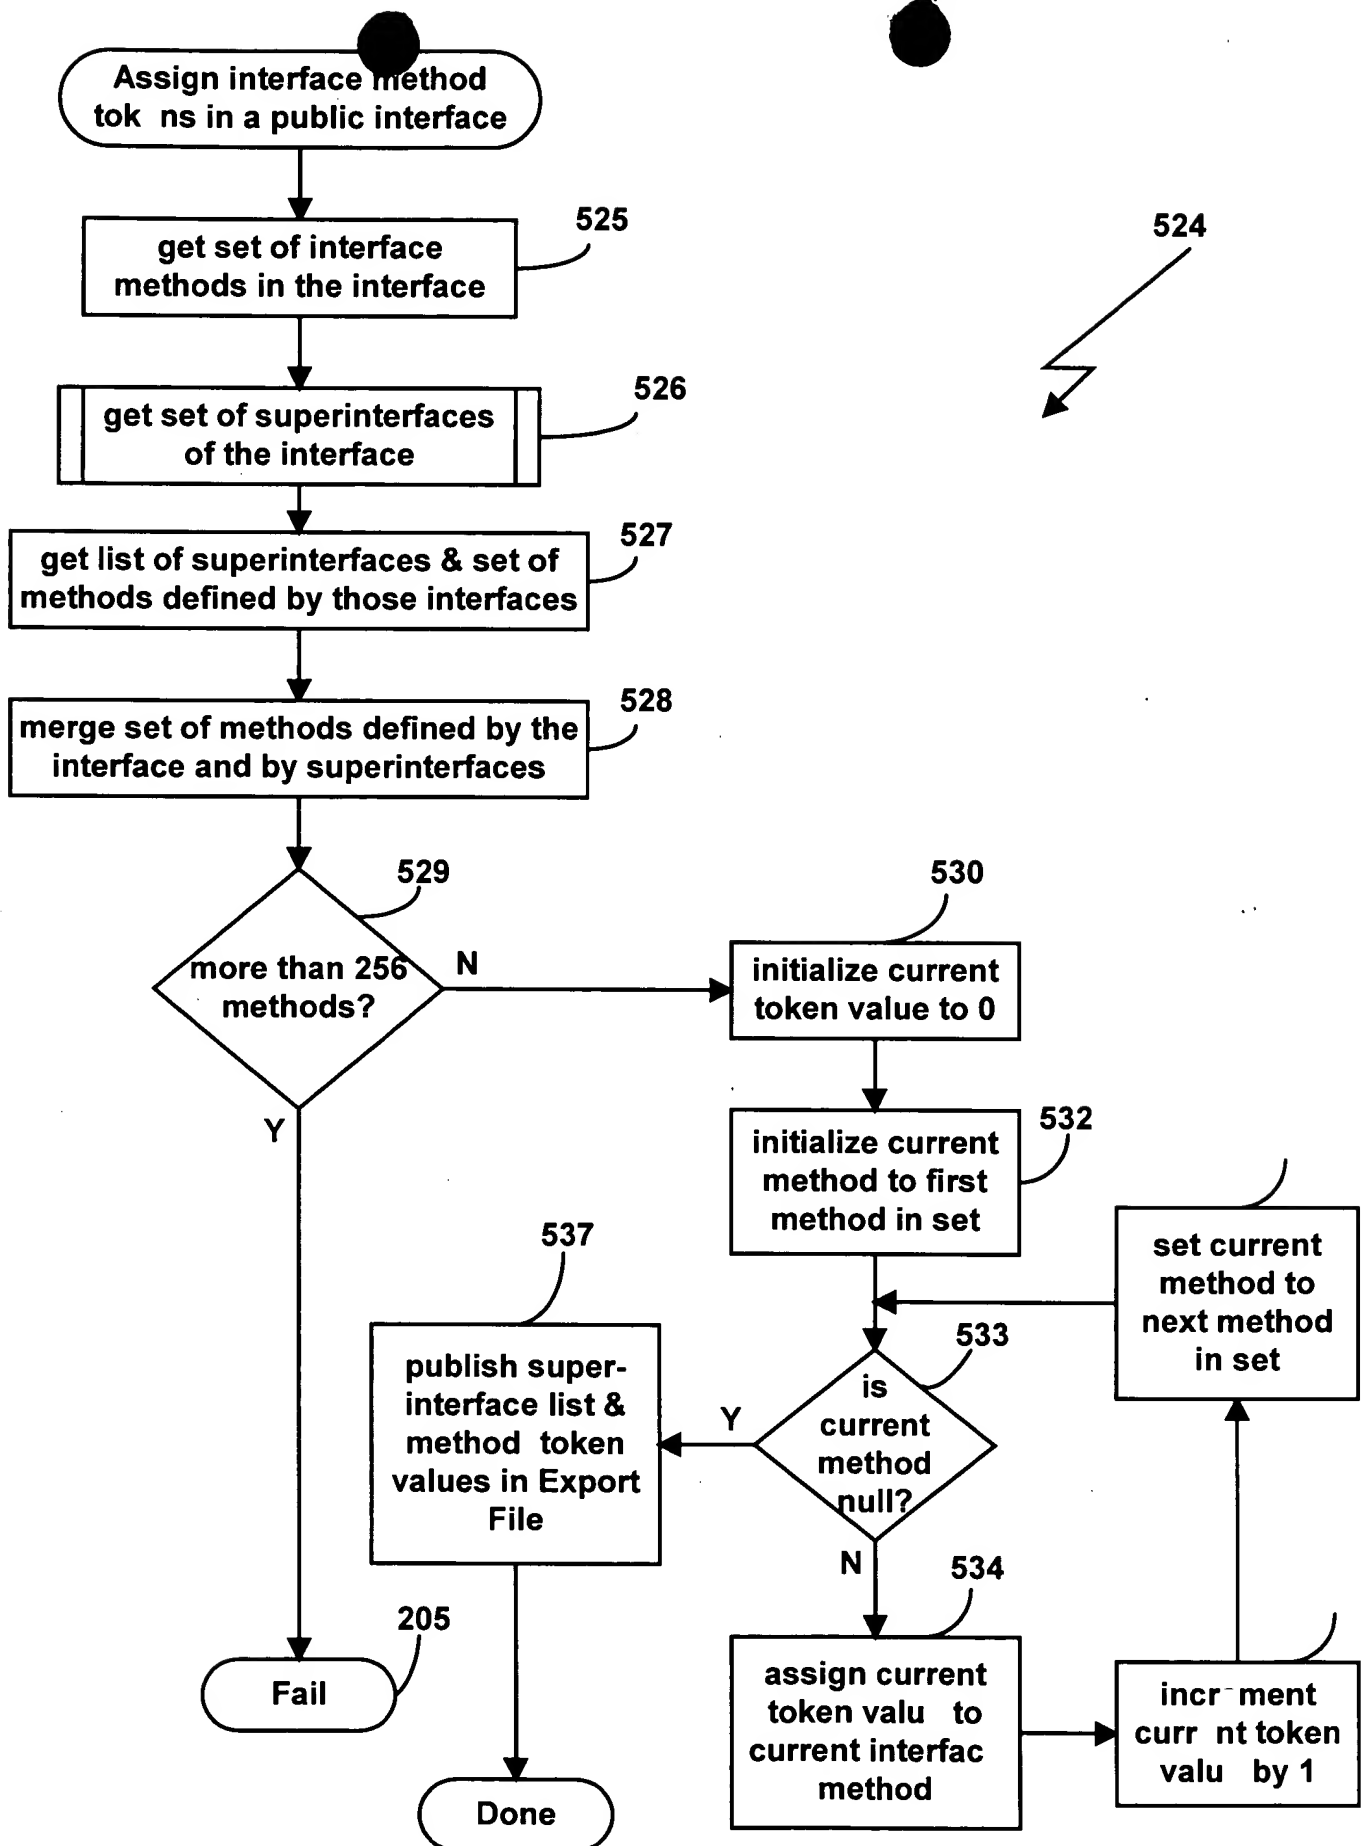 Assign interface method
tok ns in a public interface
525
get set of interface
methods in the interface
524
526
get set of superinterfaces
of the interface
527
get list of superinterfaces & set of
methods defined by those interfaces
528
merge set of methods defined by the
interface and by superinterfaces
529
more than 256
methods?
N
Y
530
initialize current
token value to 0
532
initialize current
method to first
method in set
set current
method to
next method
in set
533
is
current
method
null?
Y
N
537
publish super-
interface list &
method token
values in Export
File
534
assign current
token valu to
current interfac
method
incr ment
curr nt token
valu by 1
205
Fail
Done